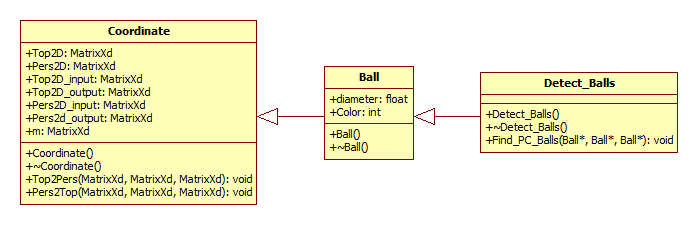 Coordinate
+Top2D: MatrixXd
+Pers2D: MatrixXd
+Top2D_input: MatrixXd
+Top2D_output: MatrixXd
+Pers2D_input: MatrixXd
+Pers2d_output: MatrixXd
+m: MatrixXd
+Coordinate()
+~Coordinate()
+Top2Pers(MatrixXd, MatrixXd, MatrixXd): void
+Pers2Top(MatrixXd, MatrixXd, MatrixXd): void
Ball
+diameter: float
+Color: int
+Ball()
+~Ball()
Detect_Balls
+Detect_Balls()
+~Detect_Balls()
+Find_PC_Balls(Ball*, Ball*, Ball*): void